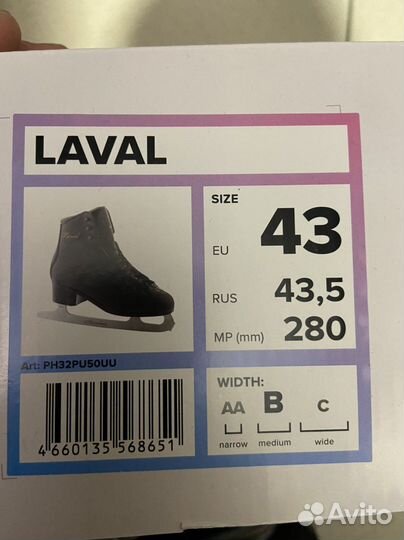 LAVAL
SIZE
EU 43
RUS 43,5
MP (mm) 280
Art: PH32PU50UU
4 660135 568651
WIDTH:
AA B C
narrow medium wide
Avito